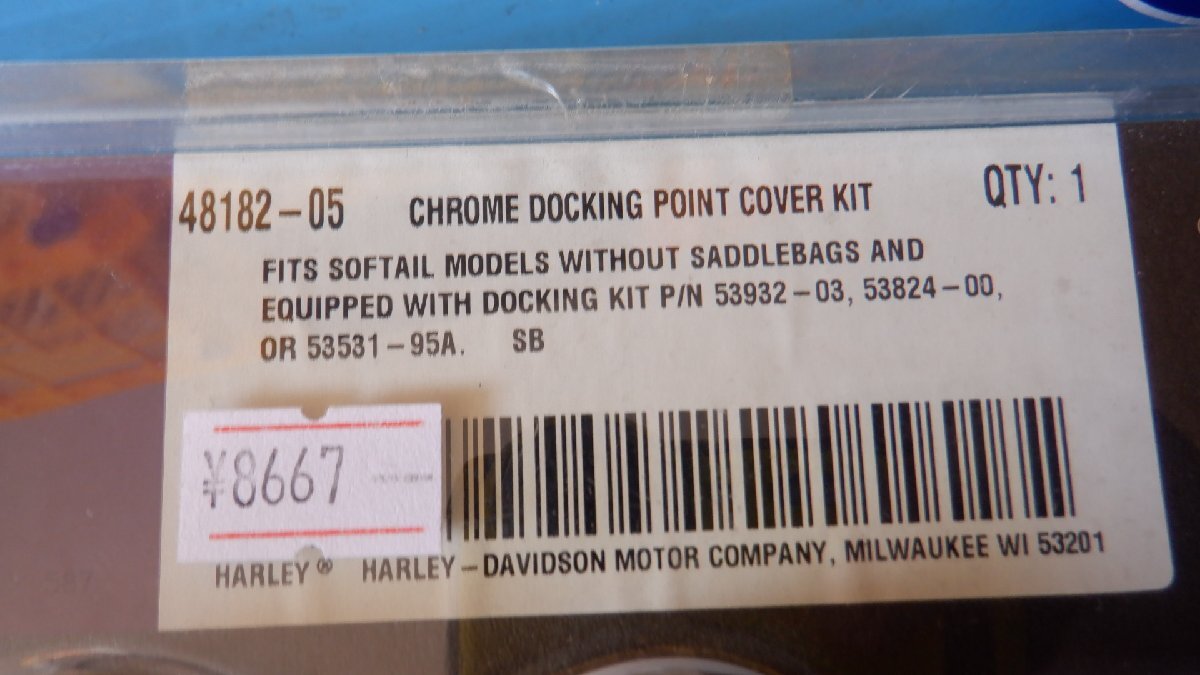 48182-05 CHROME DOCKING POINT COVER KIT QTY: 1
FITS SOFTAIL MODELS WITHOUT SADDLEBAGS AND
EQUIPPED WITH DOCKING KIT P/N 53932-03, 53824-00,
OR 53531-95A. SB
¥8667
HARLEY® HARLEY-DAVIDSON MOTOR COMPANY, MILWAUKEE WI 53201